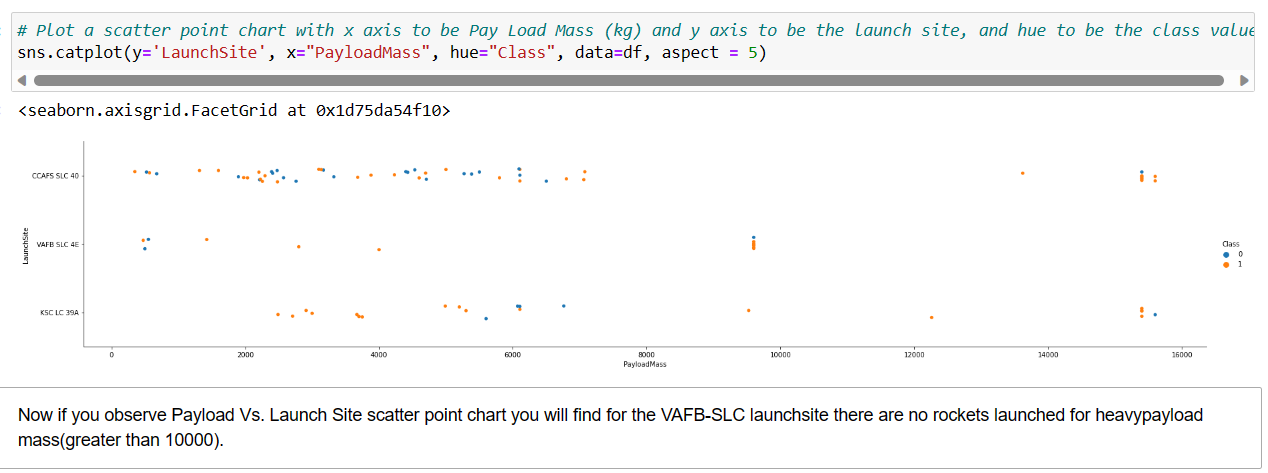 # Plot a scatter point chart with x axis to be Pay Load Mass (kg) and y axis to be the launch site, and hue to be the class value
sns.catplot(y='LaunchSite', x="PayloadMass", hue="Class", data=df, aspect = 5)
<seaborn.axisgrid.FacetGrid at 0x1d75da54f10>
CCAFS SLC 40
VAFB SLC 4E
KSC LC 39A
LaunchSite
Class
0
1
0 2000 4000 6000 8000 10000 12000 14000 16000
PayloadMass
Now if you observe Payload Vs. Launch Site scatter point chart you will find for the VAFB-SLC launchsite there are no rockets launched for heavypayload
mass(greater than 10000).